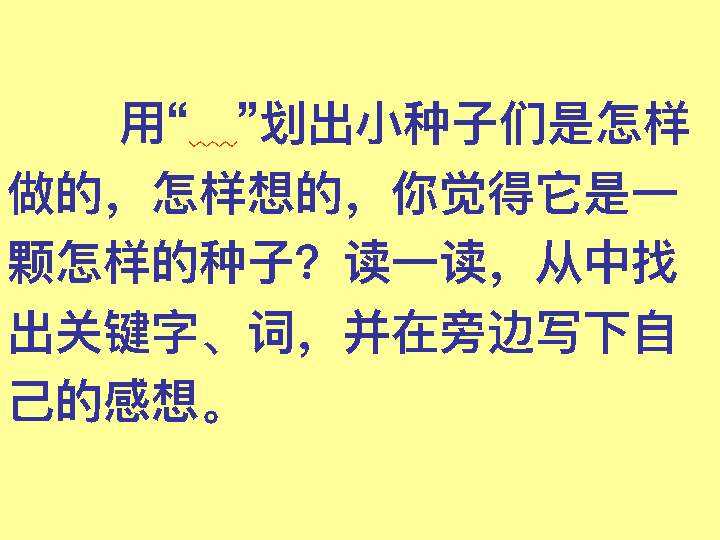 用“﹏﹏”划出小种子们是怎样
做的，怎样想的，你觉得它是一
颗怎样的种子？读一读，从中找
出关键字、词，并在旁边写下自
己的感想。